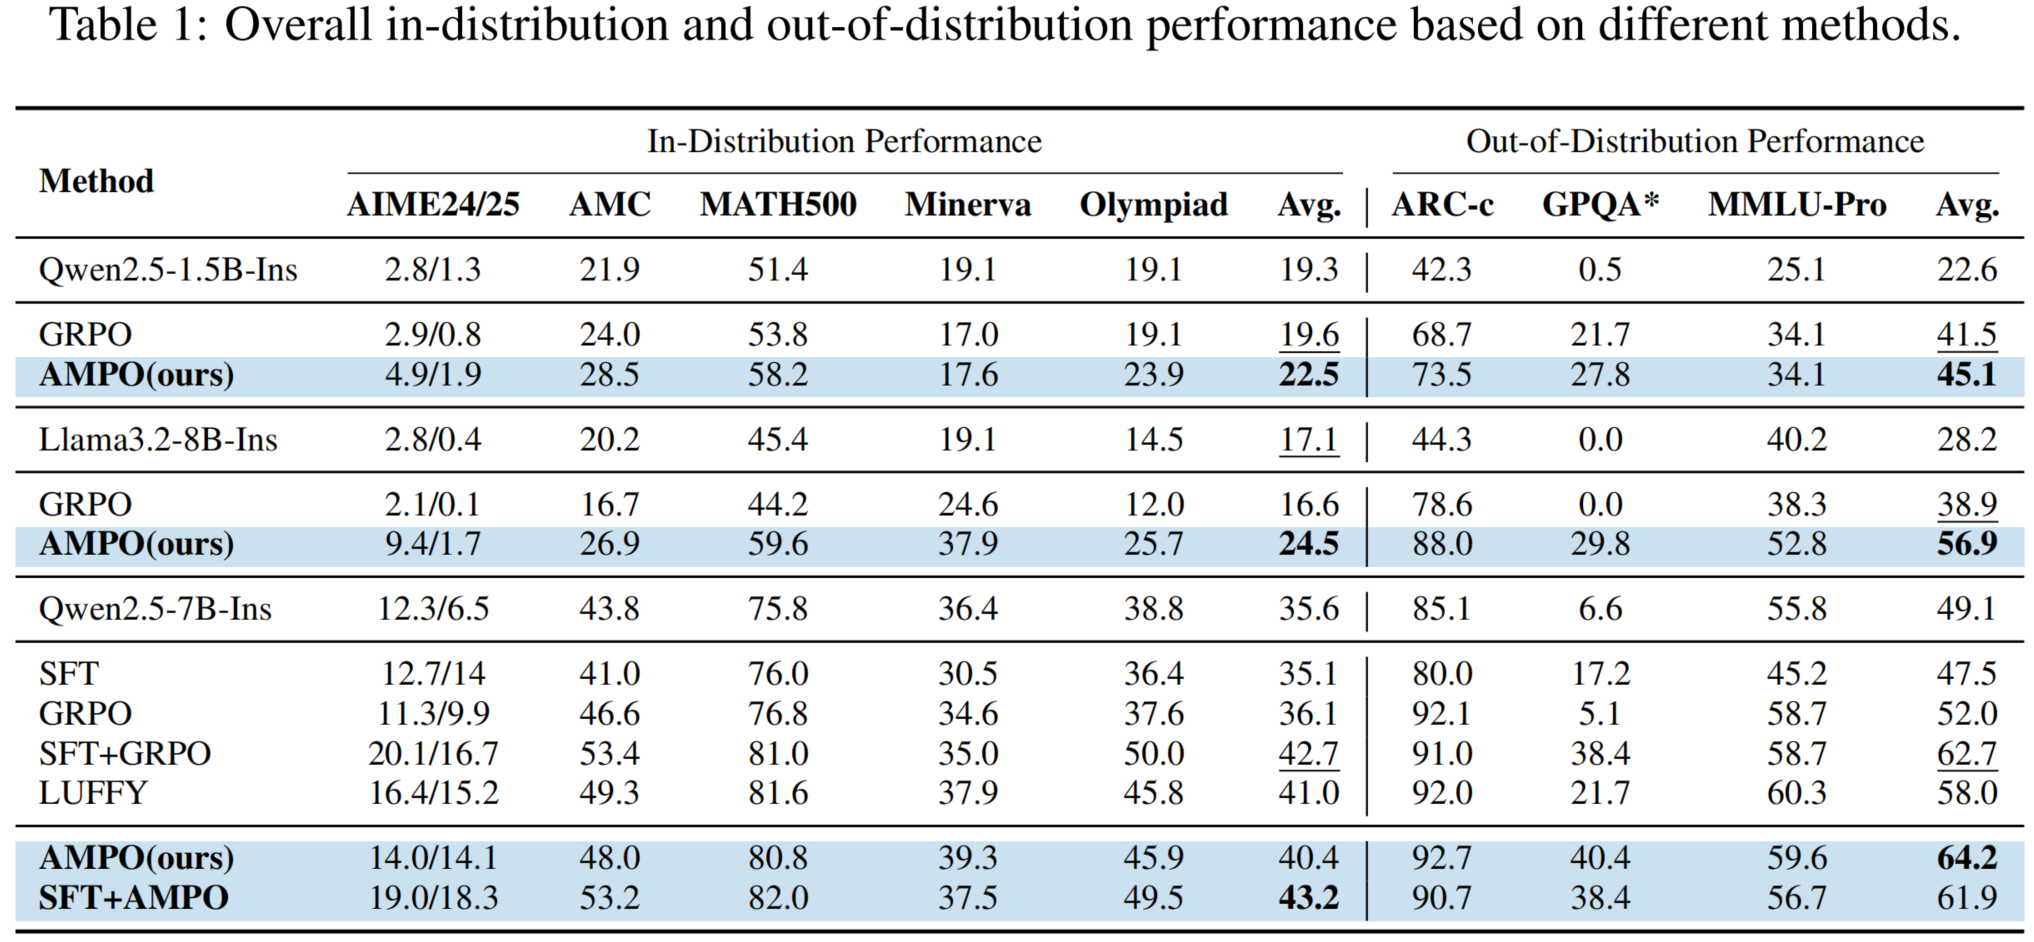 Table 1: Overall in-distribution and out-of-distribution performance based on different methods.
In-Distribution Performance Out-of-Distribution Performance
Method
AIME24/25 AMC MATH500 Minerva Olympiad Avg. ARC-c GPQA* MMLU-Pro Avg.
Qwen2.5-1.5B-Ins 2.8/1.3 21.9 51.4 19.1 19.1 19.3 42.3 0.5 25.1 22.6
GRPO 2.9/0.8 24.0 53.8 17.0 19.1 19.6 68.7 21.7 34.1 41.5
AMPO(ours) 4.9/1.9 28.5 58.2 17.6 23.9 22.5 73.5 27.8 34.1 45.1
Llama3.2-8B-Ins 2.8/0.4 20.2 45.4 19.1 14.5 17.1 44.3 0.0 40.2 28.2
GRPO 2.1/0.1 16.7 44.2 24.6 12.0 16.6 78.6 0.0 38.3 38.9
AMPO(ours) 9.4/1.7 26.9 59.6 37.9 25.7 24.5 88.0 29.8 52.8 56.9
Qwen2.5-7B-Ins 12.3/6.5 43.8 75.8 36.4 38.8 35.6 85.1 6.6 55.8 49.1
SFT 12.7/14 41.0 76.0 30.5 36.4 35.1 80.0 17.2 45.2 47.5
GRPO 11.3/9.9 46.6 76.8 34.6 37.6 36.1 92.1 5.1 58.7 52.0
SFT+GRPO 20.1/16.7 53.4 81.0 35.0 50.0 42.7 91.0 38.4 58.7 62.7
LUFFY 16.4/15.2 49.3 81.6 37.9 45.8 41.0 92.0 21.7 60.3 58.0
AMPO(ours) 14.0/14.1 48.0 80.8 39.3 45.9 40.4 92.7 40.4 59.6 64.2
SFT+AMPO 19.0/18.3 53.2 82.0 37.5 49.5 43.2 90.7 38.4 56.7 61.9